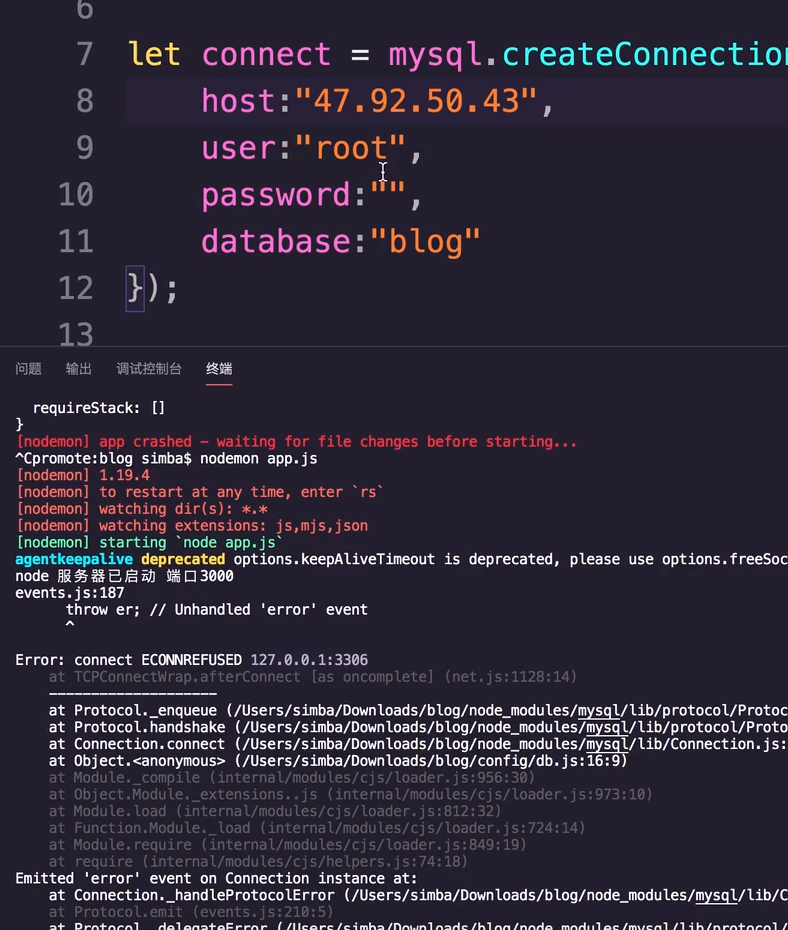 6
7 let connect = mysql.createConnection
8 host:"47.92.50.43",
9 user:"root",
10 password:"",
11 database:"blog"
12 });
13
问题 输出 调试控制台 终端
requireStack: []
}
[nodemon] app crashed - waiting for file changes before starting...
^Cpromote:blog simba$ nodemon app.js
[nodemon] 1.19.4
[nodemon] to restart at any time, enter `rs`
[nodemon] watching dir(s): *.*
[nodemon] watching extensions: js,mjs,json
[nodemon] starting `node app.js`
agentkeepalive deprecated options.keepAliveTimeout is deprecated, please use options.freeSoc
node 服务器已启动 端口3000
events.js:187
throw er; // Unhandled 'error' event
^
Error: connect ECONNREFUSED 127.0.0.1:3306
at TCPConnectWrap.afterConnect [as oncomplete] (net.js:1128:14)
--------------------
at Protocol._enqueue (/Users/simba/Downloads/blog/node_modules/mysql/lib/protocol/Protoc
at Protocol.handshake (/Users/simba/Downloads/blog/node_modules/mysql/lib/protocol/Proto
at Connection.connect (/Users/simba/Downloads/blog/node_modules/mysql/lib/Connection.js:
at Object.<anonymous> (/Users/simba/Downloads/blog/config/db.js:16:9)
at Module._compile (internal/modules/cjs/loader.js:956:30)
at Object.Module._extensions..js (internal/modules/cjs/loader.js:973:10)
at Module.load (internal/modules/cjs/loader.js:812:32)
at Function.Module._load (internal/modules/cjs/loader.js:724:14)
at Module.require (internal/modules/cjs/loader.js:849:19)
at require (internal/modules/cjs/helpers.js:74:18)
Emitted 'error' event on Connection instance at:
at Connection._handleProtocolError (/Users/simba/Downloads/blog/node_modules/mysql/lib/C
at Protocol.emit (events.js:210:5)
at Protocol._delegateError (/Users/simba/Downloads/blog/node_modules/mysql/lib/protocol/